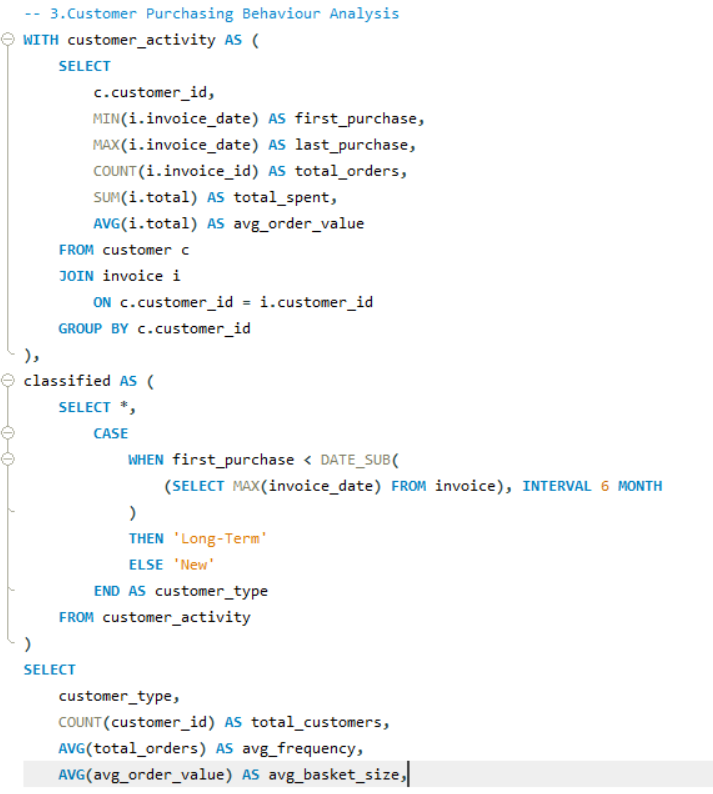 -- 3.Customer Purchasing Behaviour Analysis
WITH customer_activity AS (
    SELECT
        c.customer_id,
        MIN(i.invoice_date) AS first_purchase,
        MAX(i.invoice_date) AS last_purchase,
        COUNT(i.invoice_id) AS total_orders,
        SUM(i.total) AS total_spent,
        AVG(i.total) AS avg_order_value
    FROM customer c
    JOIN invoice i
        ON c.customer_id = i.customer_id
    GROUP BY c.customer_id
),
classified AS (
    SELECT *,
        CASE
            WHEN first_purchase < DATE_SUB(
                (SELECT MAX(invoice_date) FROM invoice), INTERVAL 6 MONTH
            )
            THEN 'Long-Term'
            ELSE 'New'
        END AS customer_type
    FROM customer_activity
)
SELECT
    customer_type,
    COUNT(customer_id) AS total_customers,
    AVG(total_orders) AS avg_frequency,
    AVG(avg_order_value) AS avg_basket_size,